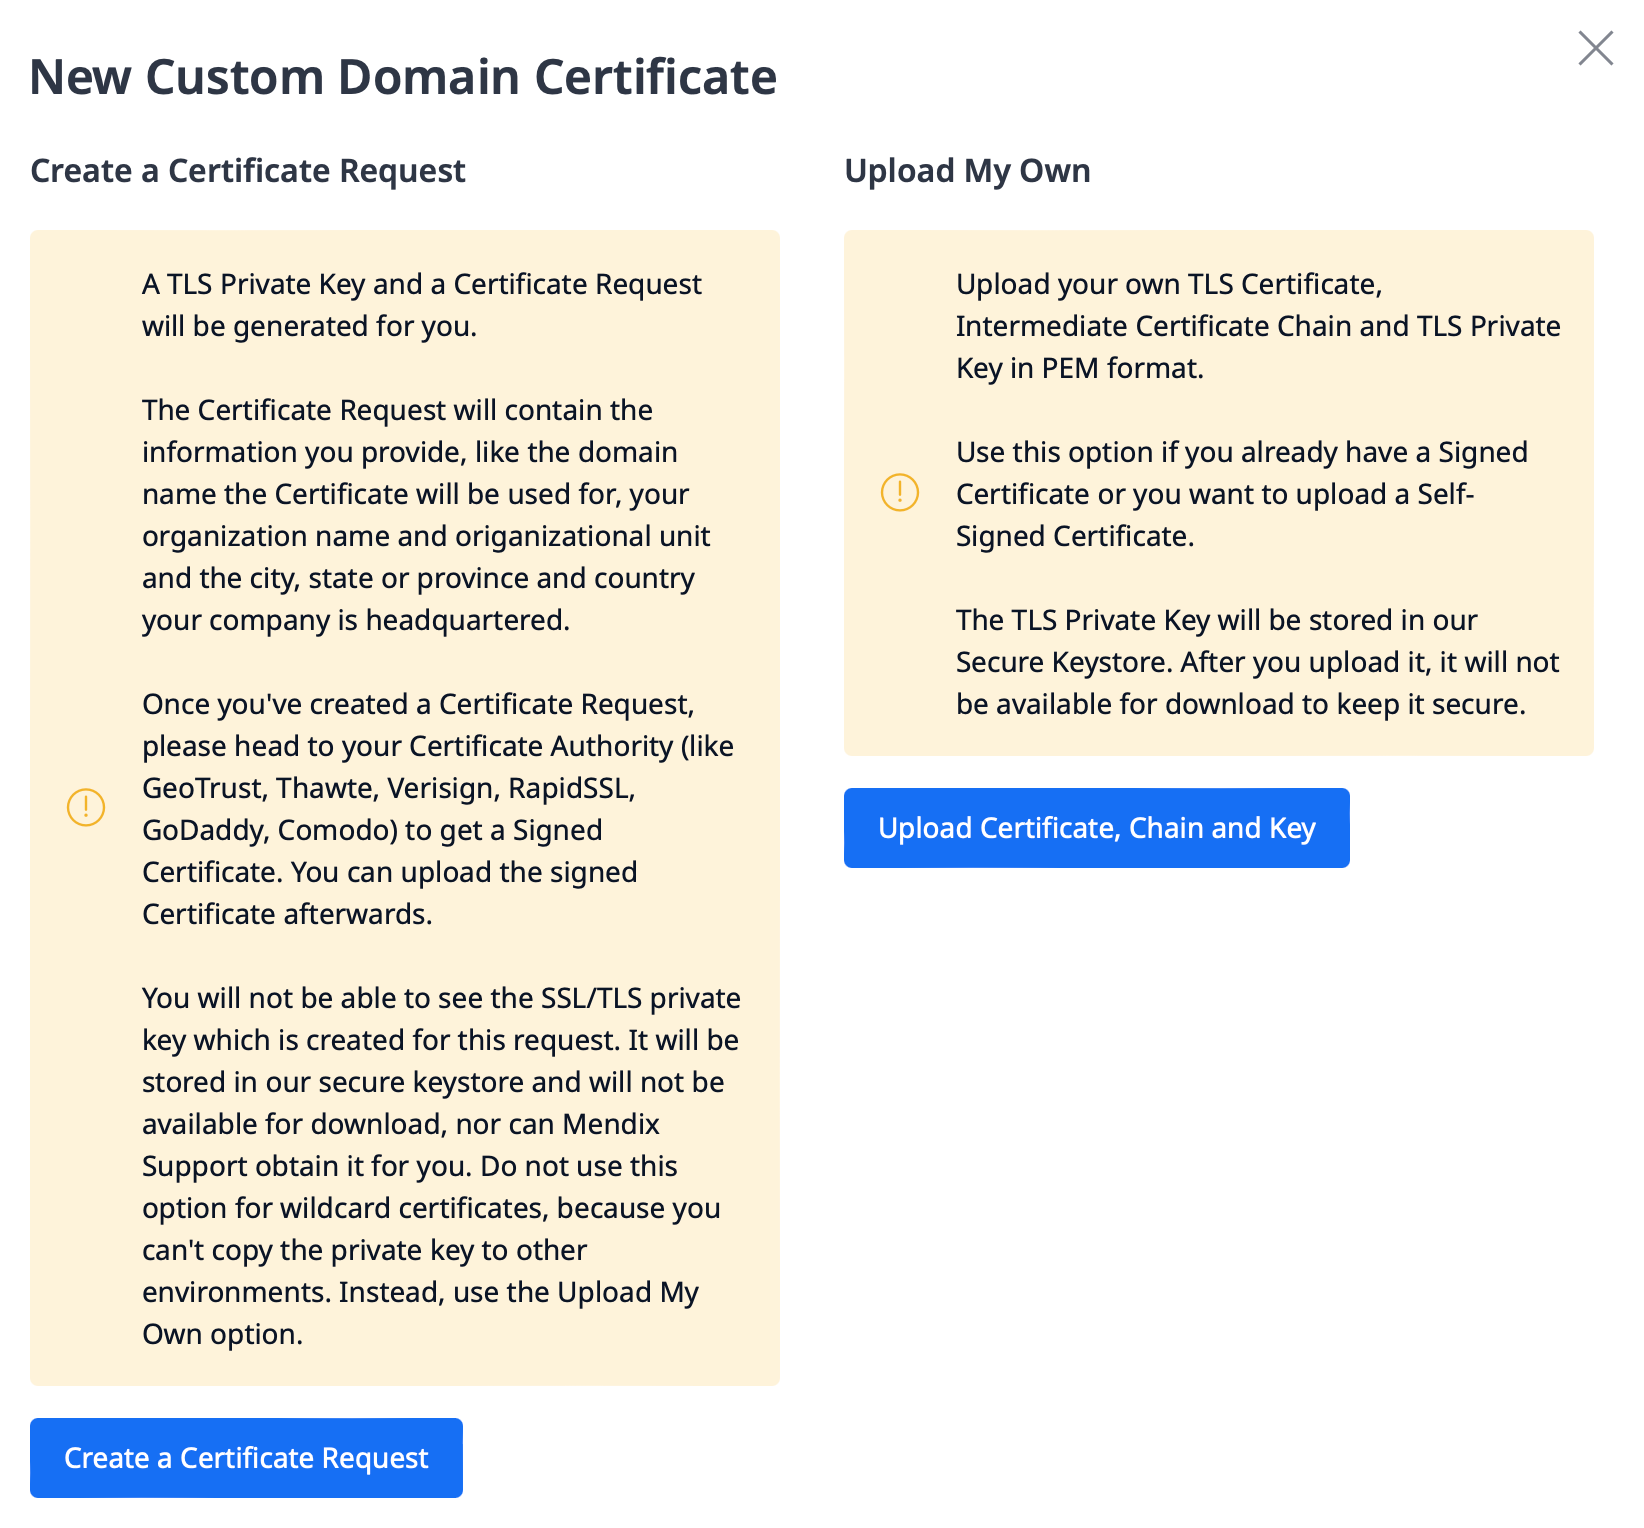 New Custom Domain Certificate
Create a Certificate Request
A TLS Private Key and a Certificate Request
will be generated for you.
The Certificate Request will contain the
information you provide, like the domain
name the Certificate will be used for, your
organization name and origanizational unit
and the city, state or province and country
your company is headquartered.
Once you've created a Certificate Request,
please head to your Certificate Authority (like
GeoTrust, Thawte, Verisign, RapidSSL,
GoDaddy, Comodo) to get a Signed
Certificate. You can upload the signed
Certificate afterwards.
You will not be able to see the SSL/TLS private
key which is created for this request. It will be
stored in our secure keystore and will not be
available for download, nor can Mendix
Support obtain it for you. Do not use this
option for wildcard certificates, because you
can't copy the private key to other
environments. Instead, use the Upload My
Own option.
Create a Certificate Request
Upload My Own
Upload your own TLS Certificate,
Intermediate Certificate Chain and TLS Private
Key in PEM format.
Use this option if you already have a Signed
Certificate or you want to upload a Self-
Signed Certificate.
The TLS Private Key will be stored in our
Secure Keystore. After you upload it, it will not
be available for download to keep it secure.
Upload Certificate, Chain and Key